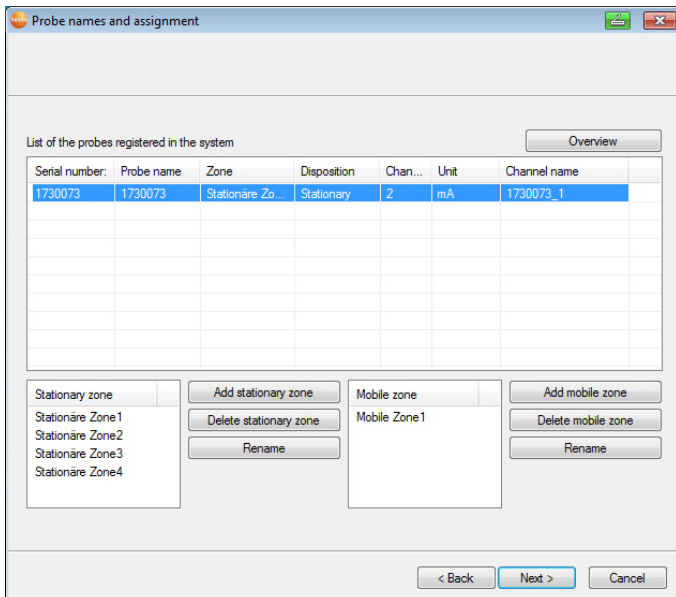 testo Probe names and assignment
List of the probes registered in the system Overview
Serial number: Probe name Zone Disposition Chan... Unit Channel name
1730073 1730073 Stationäre Zo... Stationary 2 mA 1730073_1
Stationary zone Add stationary zone Mobile zone Add mobile zone
Stationäre Zone1 Delete stationary zone Mobile Zone1 Delete mobile zone
Stationäre Zone2
Stationäre Zone3 Rename Rename
Stationäre Zone4
< Back Next > Cancel